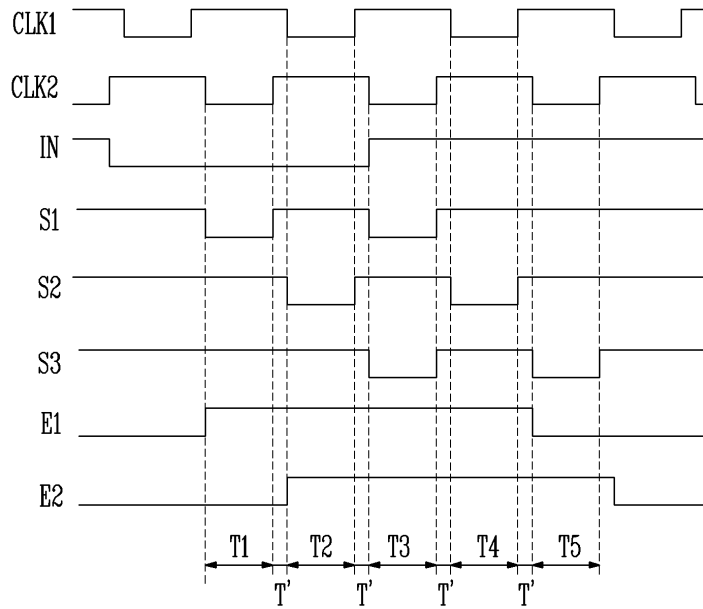 CLK1
CLK2
IN
S1
S2
S3
E1
E2
T1 T2 T3 T4 T5
T' T' T' T'